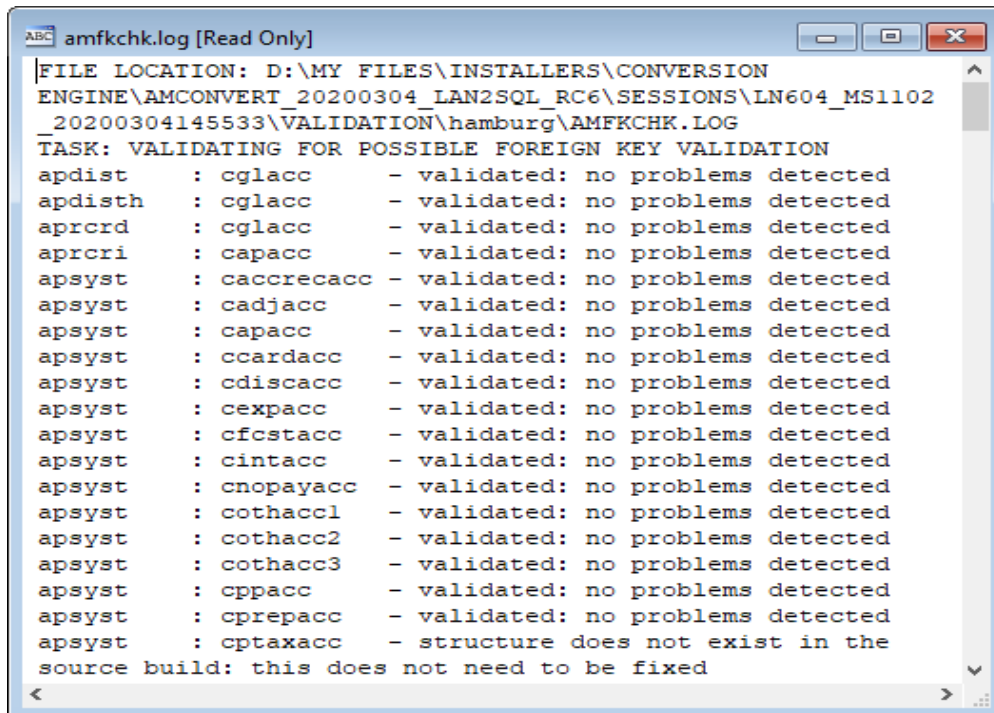 ABC amfkchk.log [Read Only]
FILE LOCATION: D:\MY FILES\INSTALLERS\CONVERSION
ENGINE\AMCONVERT_20200304_LAN2SQL_RC6\SESSIONS\LN604_MS1102
_20200304145533\VALIDATION\hamburg\AMFKCHK.LOG
TASK: VALIDATING FOR POSSIBLE FOREIGN KEY VALIDATION
apdist : cglacc - validated: no problems detected
apdisth : cglacc - validated: no problems detected
aprcrd : cglacc - validated: no problems detected
aprcri : capacc - validated: no problems detected
apsyst : caccrecacc - validated: no problems detected
apsyst : cadjacc - validated: no problems detected
apsyst : capacc - validated: no problems detected
apsyst : ccardacc - validated: no problems detected
apsyst : cdiscacc - validated: no problems detected
apsyst : cexpacc - validated: no problems detected
apsyst : cfcstacc - validated: no problems detected
apsyst : cintacc - validated: no problems detected
apsyst : cnopayacc - validated: no problems detected
apsyst : cothacc1 - validated: no problems detected
apsyst : cothacc2 - validated: no problems detected
apsyst : cothacc3 - validated: no problems detected
apsyst : cppacc - validated: no problems detected
apsyst : cprepacc - validated: no problems detected
apsyst : cptaxacc - structure does not exist in the
source build: this does not need to be fixed